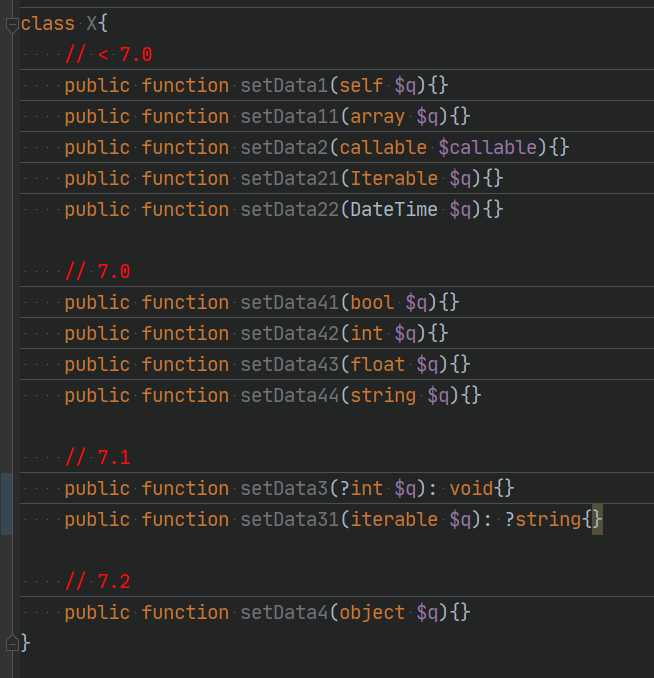 class X{
// < 7.0
public function setData1(self $q){}
public function setData11(array $q){}
public function setData2(callable $callable){}
public function setData21(Iterable $q){}
public function setData22(DateTime $q){}
// 7.0
public function setData41(bool $q){}
public function setData42(int $q){}
public function setData43(float $q){}
public function setData44(string $q){}
// 7.1
public function setData3(?int $q): void{}
public function setData31(iterable $q): ?string{}
// 7.2
public function setData4(object $q){}
}